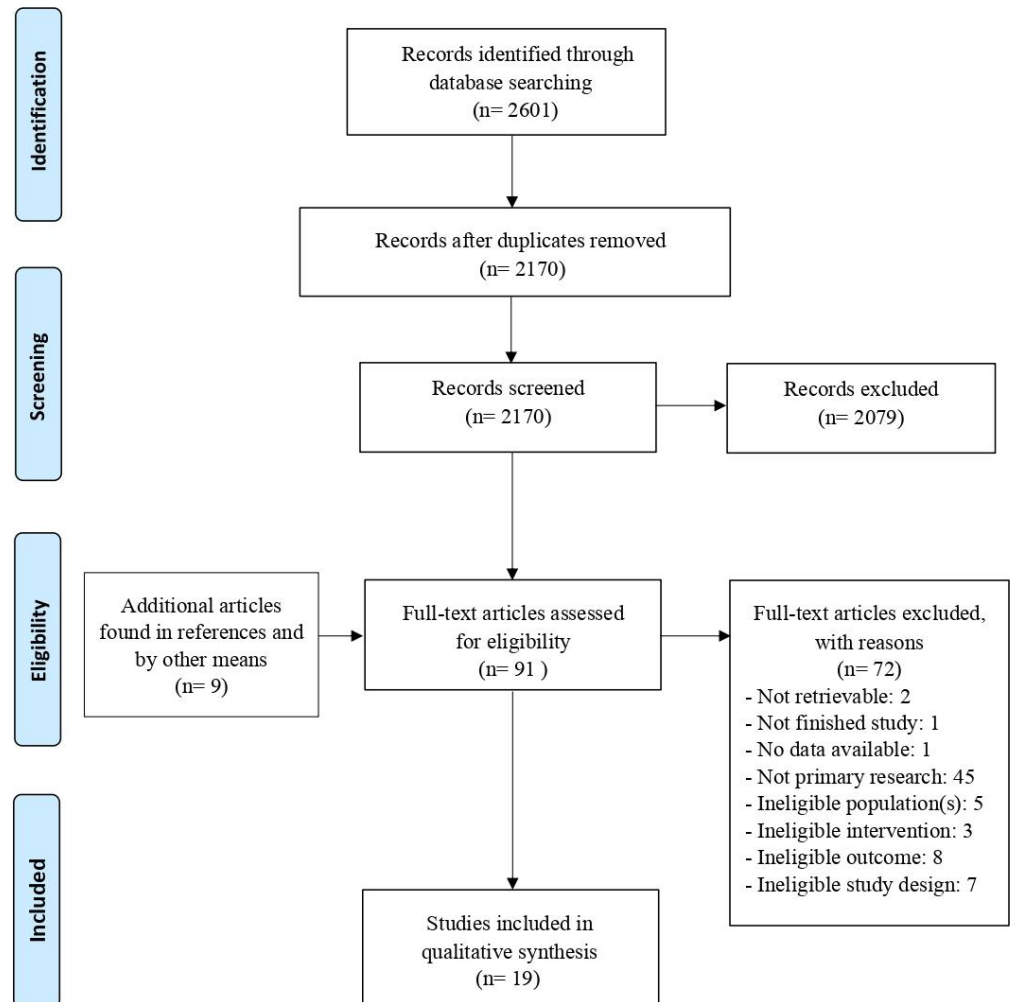 Identification
Records identified through
database searching
(n= 2601)
Records after duplicates removed
(n= 2170)
Screening
Records screened
(n= 2170)
Records excluded
(n= 2079)
Eligibility
Additional articles
found in references and
by other means
(n= 9)
Full-text articles assessed
for eligibility
(n= 91 )
Full-text articles excluded,
with reasons
(n= 72)
- Not retrievable: 2
- Not finished study: 1
- No data available: 1
- Not primary research: 45
- Ineligible population(s): 5
- Ineligible intervention: 3
- Ineligible outcome: 8
- Ineligible study design: 7
Included
Studies included in
qualitative synthesis
(n= 19)